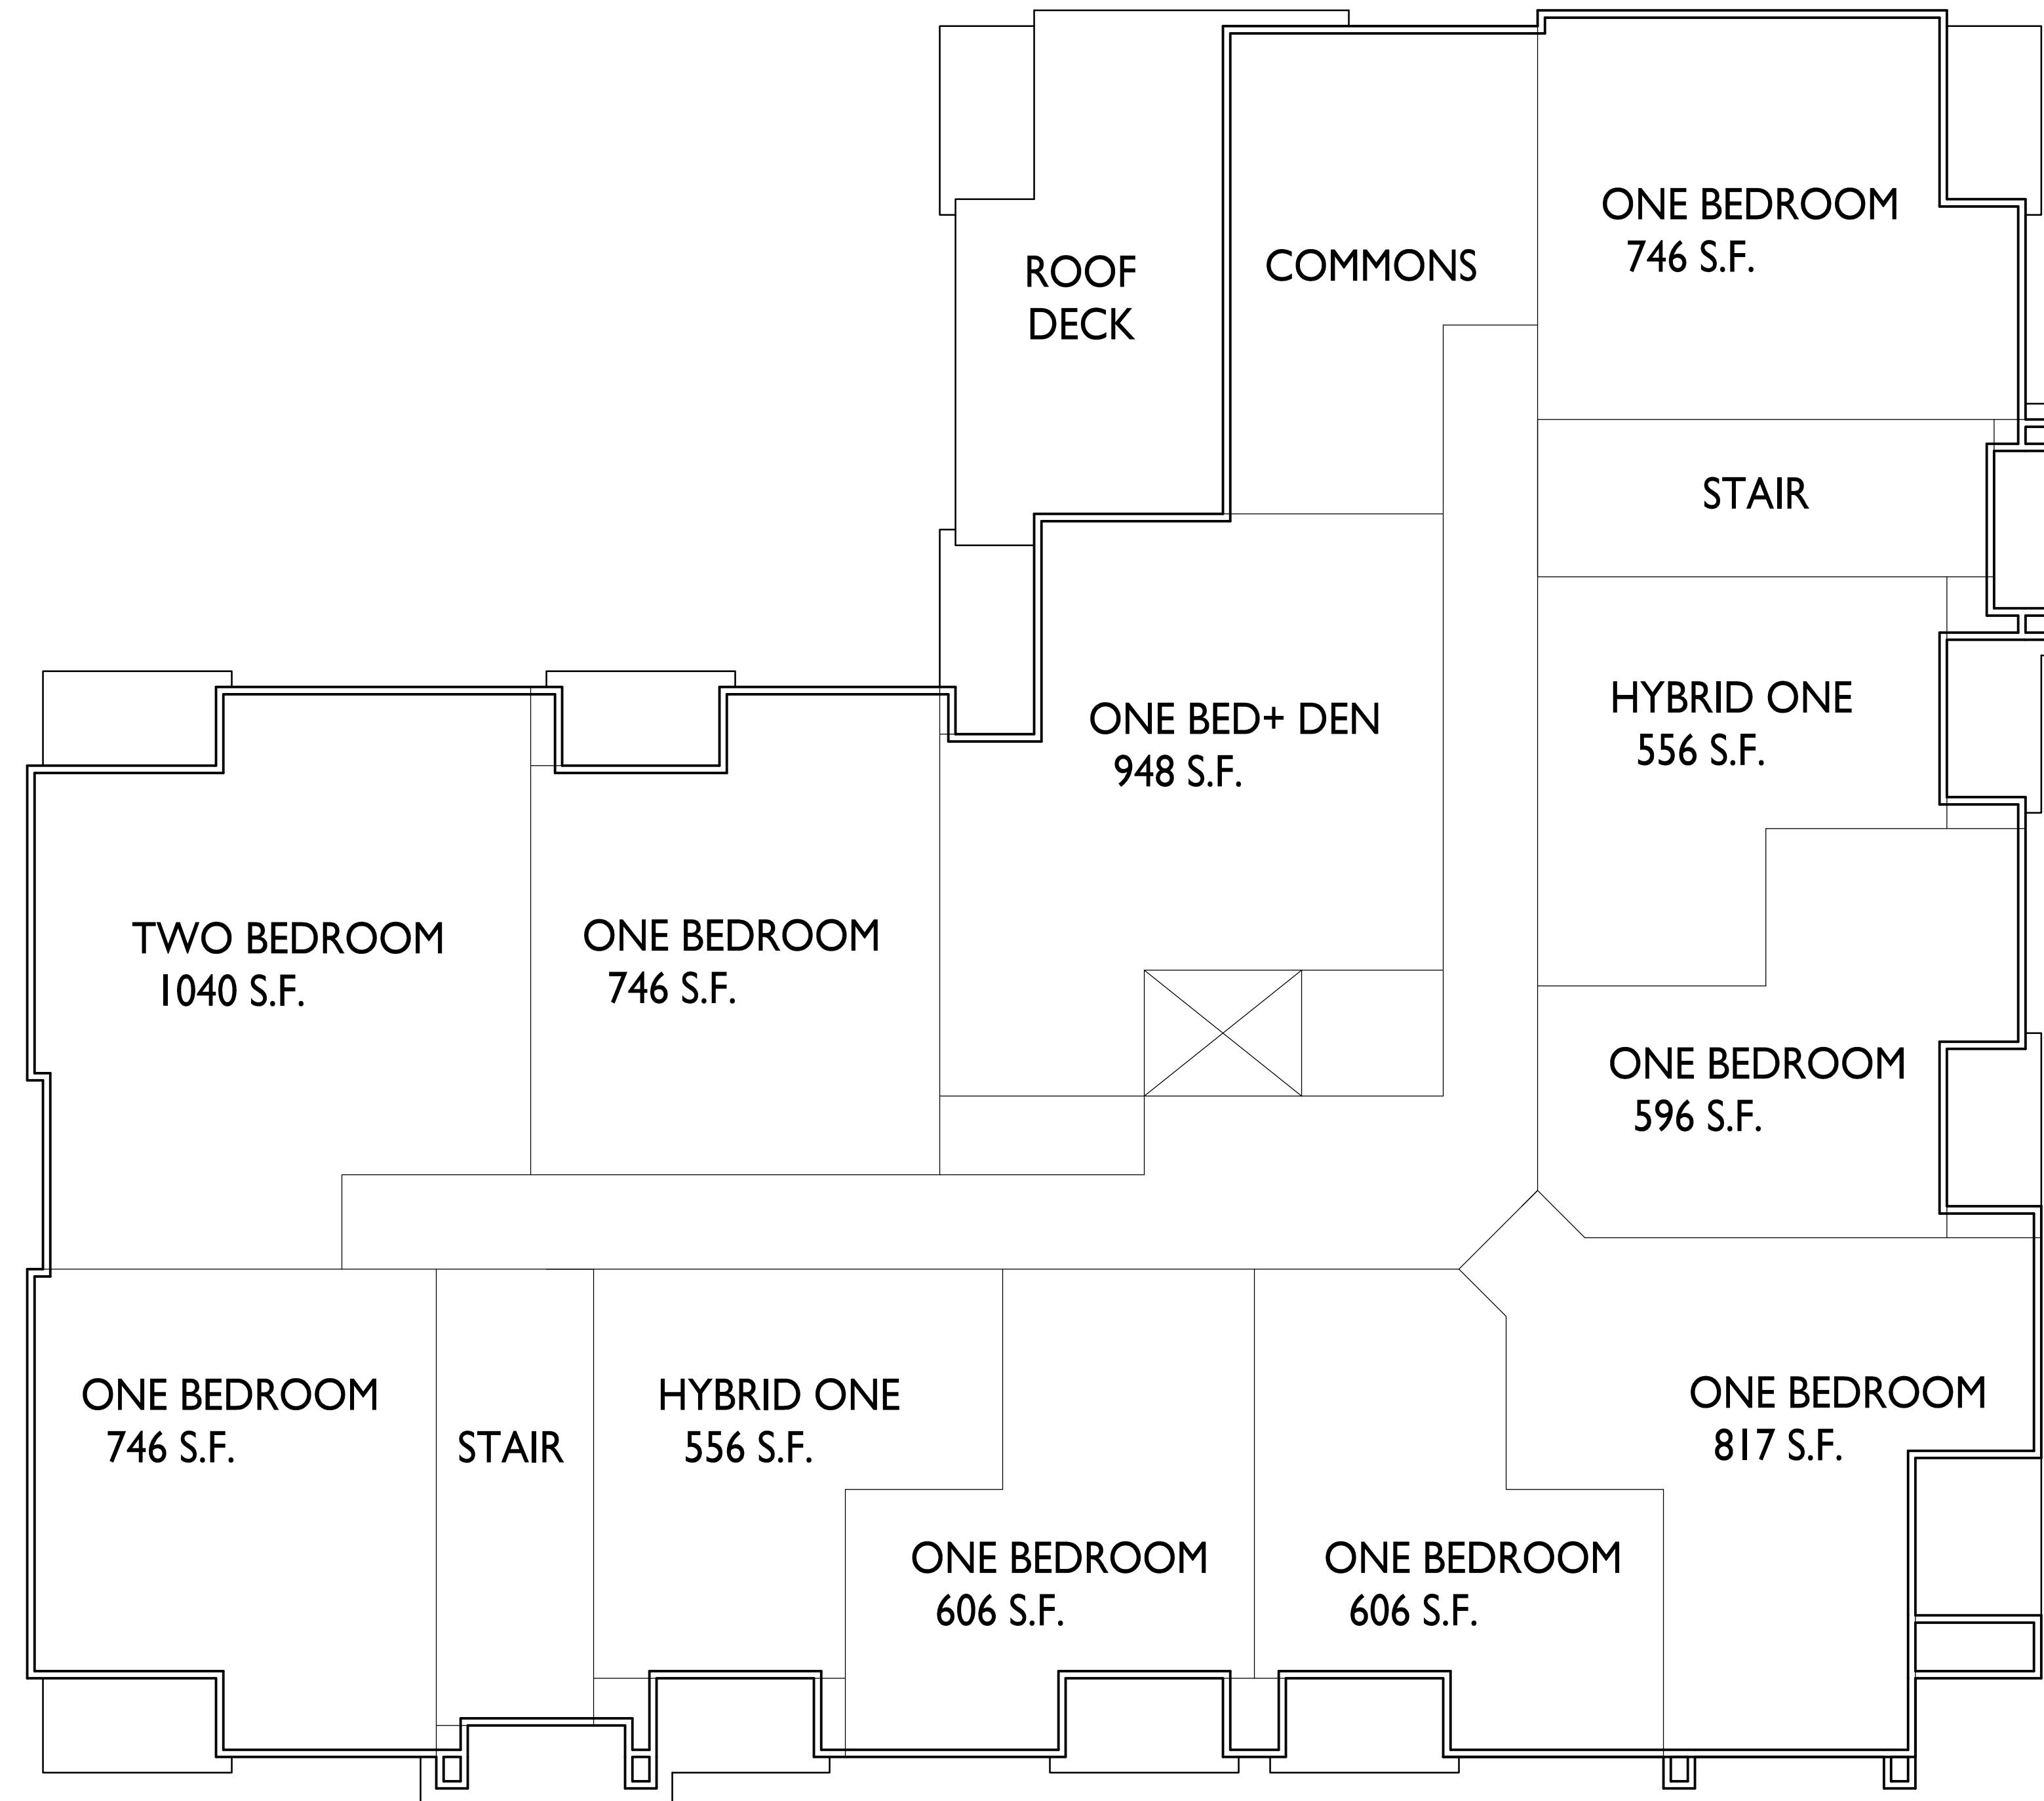 ONE BEDROOM
746 S.F.
ROOF
DECK
COMMONS
STAIR
HYBRID ONE
556 S.F.
ONE BED+ DEN
948 S.F.
TWO BEDROOM
1040 S.F.
ONE BEDROOM
746 S.F.
ONE BEDROOM
596 S.F.
ONE BEDROOM
746 S.F.
STAIR
HYBRID ONE
556 S.F.
ONE BEDROOM
817 S.F.
ONE BEDROOM
606 S.F.
ONE BEDROOM
606 S.F.